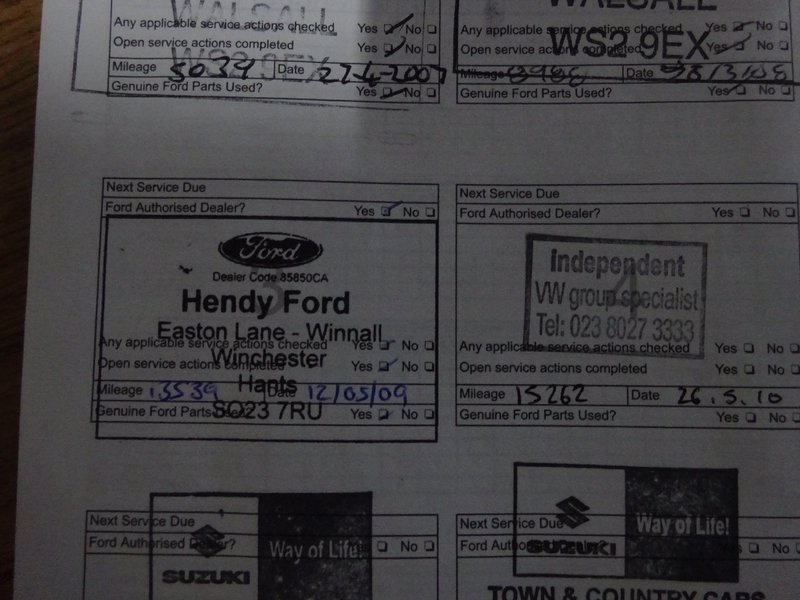 WALSALL
WS2 9EX
Any applicable service actions checked Yes No
Open service actions completed Yes No
Mileage 5039 Date 27-4-2007
Genuine Ford Parts Used? Yes No
WALSALL
WS2 9EX
Any applicable service actions checked Yes No
Open service actions completed Yes No
Mileage Date
Genuine Ford Parts Used? Yes No
Next Service Due
Ford Authorised Dealer? Yes No
Ford
Dealer Code 85850CA
3
Hendy Ford
Easton Lane - Winnall
Winchester
Hants
SO23 7RU
Any applicable service actions checked Yes No
Open service actions completed Yes No
Mileage 13539 Date 12/05/09
Genuine Ford Parts Used? Yes No
Next Service Due
Ford Authorised Dealer? Yes No
4
Independent
VW group specialist
Tel: 023 8027 3333
Any applicable service actions checked Yes No
Open service actions completed Yes No
Mileage 15262 Date 26.5.10
Genuine Ford Parts Used? Yes No
Next Service Due
Ford Authorised Dealer? No
SUZUKI
Way of Life!
Next Service Due
Ford Yes No
SUZUKI
Way of Life!
TOWN & COUNTRY CARS